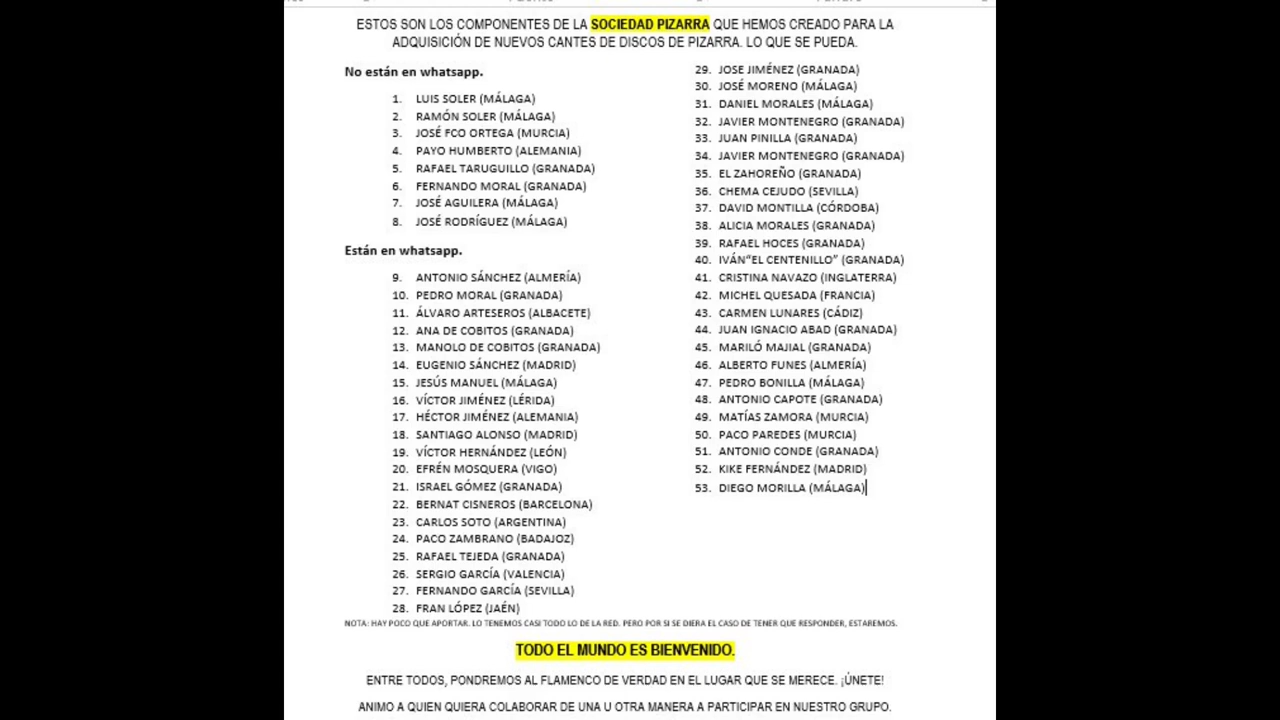 ESTOS SON LOS COMPONENTES DE LA SOCIEDAD PIZARRA QUE HEMOS CREADO PARA LA
ADQUISICIÓN DE NUEVOS CANTES DE DISCOS DE PIZARRA. LO QUE SE PUEDA.
No están en whatsapp.
1. LUIS SOLER (MÁLAGA)
2. RAMÓN SOLER (MÁLAGA)
3. JOSÉ FCO ORTEGA (MURCIA)
4. PAYO HUMBERTO (ALEMANIA)
5. RAFAEL TARUGUILLO (GRANADA)
6. FERNANDO MORAL (GRANADA)
7. JOSÉ AGUILERA (MÁLAGA)
8. JOSÉ RODRÍGUEZ (MÁLAGA)
Están en whatsapp.
9. ANTONIO SÁNCHEZ (ALMERÍA)
10. PEDRO MORAL (GRANADA)
11. ÁLVARO ARTESEROS (ALBACETE)
12. ANA DE COBITOS (GRANADA)
13. MANOLO DE COBITOS (GRANADA)
14. EUGENIO SÁNCHEZ (MADRID)
15. JESÚS MANUEL (MÁLAGA)
16. VÍCTOR JIMÉNEZ (LÉRIDA)
17. HÉCTOR JIMÉNEZ (ALEMANIA)
18. SANTIAGO ALONSO (MADRID)
19. VÍCTOR HERNÁNDEZ (LEÓN)
20. EFRÉN MOSQUERA (VIGO)
21. ISRAEL GÓMEZ (GRANADA)
22. BERNAT CISNEROS (BARCELONA)
23. CARLOS SOTO (ARGENTINA)
24. PACO ZAMBRANO (BADAJOZ)
25. RAFAEL TEJEDA (GRANADA)
26. SERGIO GARCÍA (VALENCIA)
27. FERNANDO GARCÍA (SEVILLA)
28. FRAN LÓPEZ (JAÉN)
29. JOSE JIMÉNEZ (GRANADA)
30. JOSÉ MORENO (MÁLAGA)
31. DANIEL MORALES (MÁLAGA)
32. JAVIER MONTENEGRO (GRANADA)
33. JUAN PINILLA (GRANADA)
34. JAVIER MONTENEGRO (GRANADA)
35. EL ZAHOREÑO (GRANADA)
36. CHEMA CEJUDO (SEVILLA)
37. DAVID MONTILLA (CÓRDOBA)
38. ALICIA MORALES (GRANADA)
39. RAFAEL HOCES (GRANADA)
40. IVÁN“EL CENTENILLO” (GRANADA)
41. CRISTINA NAVAZO (INGLATERRA)
42. MICHEL QUESADA (FRANCIA)
43. CARMEN LUNARES (CÁDIZ)
44. JUAN IGNACIO ABAD (GRANADA)
45. MARILÓ MAJIAL (GRANADA)
46. ALBERTO FUNES (ALMERÍA)
47. PEDRO BONILLA (MÁLAGA)
48. ANTONIO CAPOTE (GRANADA)
49. MATÍAS ZAMORA (MURCIA)
50. PACO PAREDES (MURCIA)
51. ANTONIO CONDE (GRANADA)
52. KIKE FERNÁNDEZ (MADRID)
53. DIEGO MORILLA (MÁLAGA)
NOTA: HAY POCO QUE APORTAR. LO TENEMOS CASI TODO LO DE LA RED. PERO POR SI SE DIERA EL CASO DE TENER QUE RESPONDER, ESTAREMOS.
TODO EL MUNDO ES BIENVENIDO.
ENTRE TODOS, PONDREMOS AL FLAMENCO DE VERDAD EN EL LUGAR QUE SE MERECE. ¡ÚNETE!
ANIMO A QUIEN QUIERA COLABORAR DE UNA U OTRA MANERA A PARTICIPAR EN NUESTRO GRUPO.